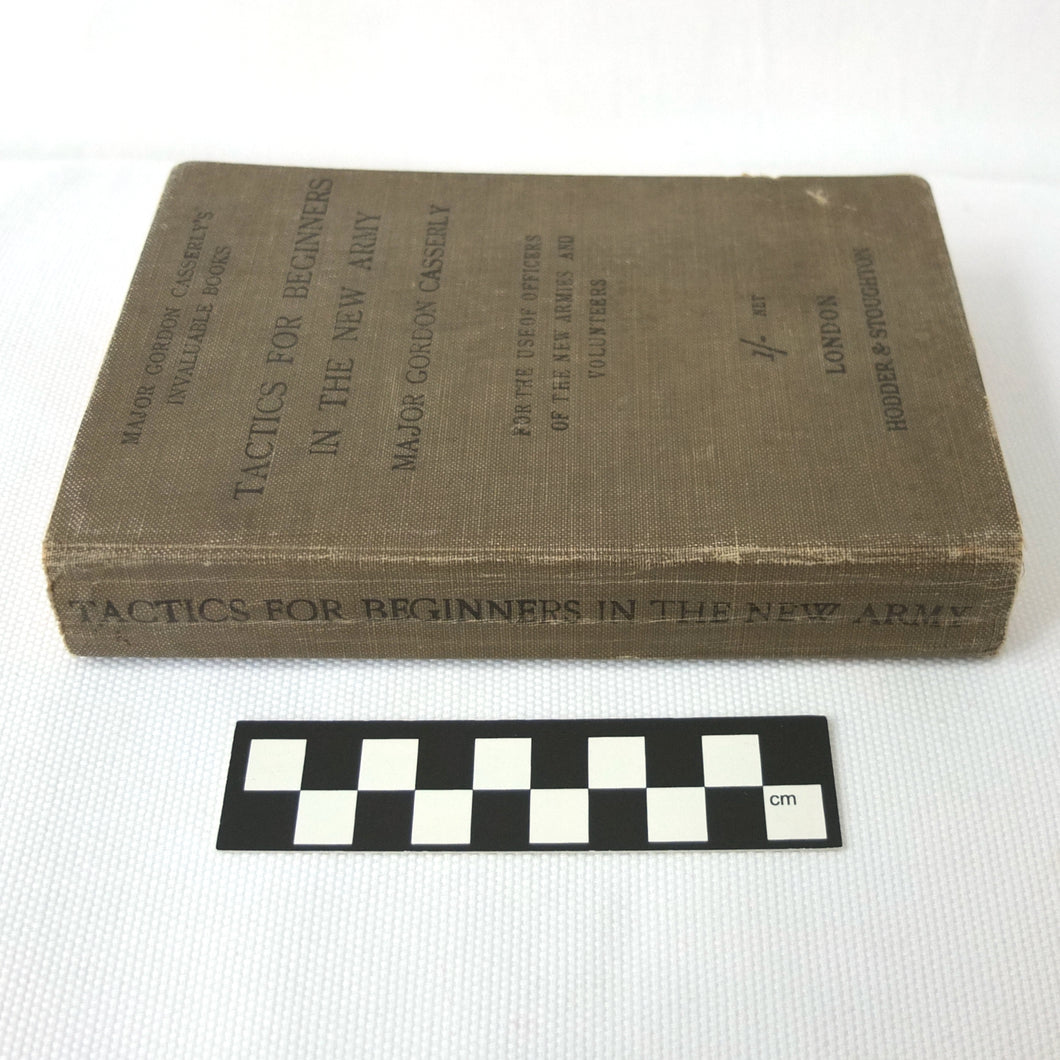 MAJOR GORDON CASSERLY'S
INVALUABLE BOOKS
TACTICS FOR BEGINNERS
IN THE NEW ARMY
MAJOR GORDON CASSERLY
FOR THE USE OF OFFICERS
OF THE NEW ARMIES AND
VOLUNTEERS
1/- NET
LONDON
HODDER & STOUGHTON
TACTICS FOR BEGINNERS IN THE NEW ARMY
cm